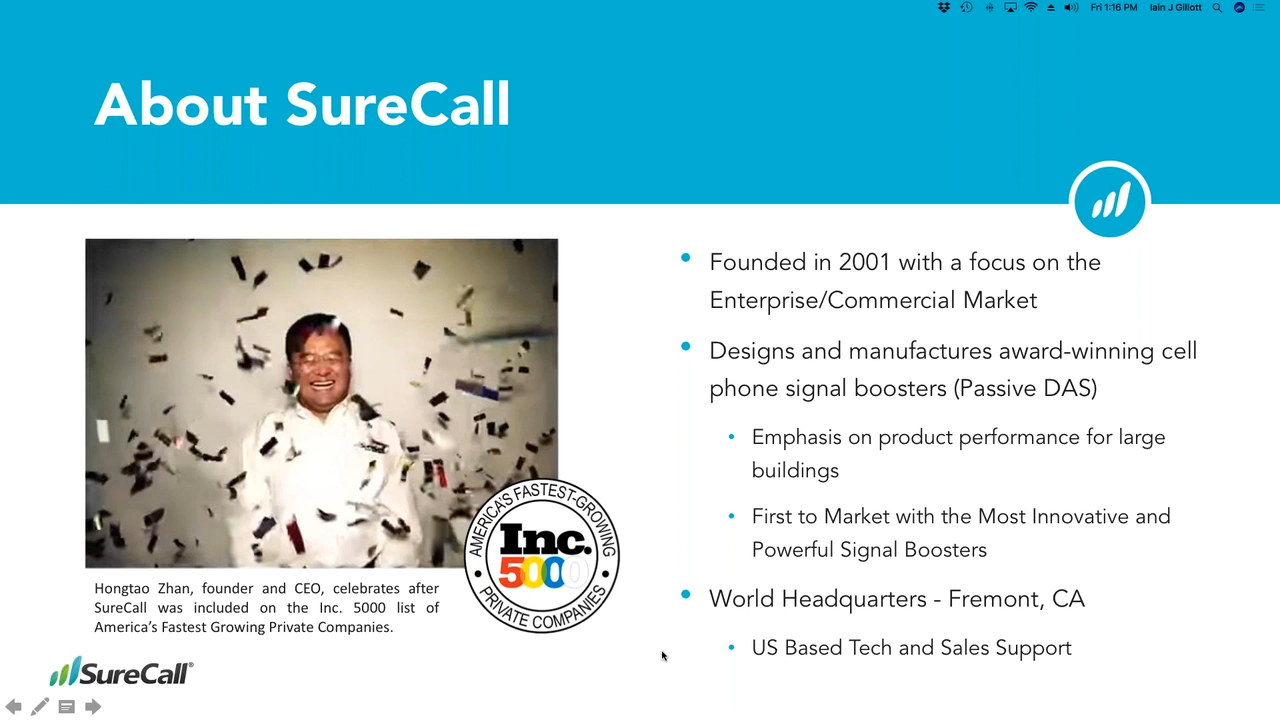 Fri 1:16 PM Iain J Gillott
About SureCall
Founded in 2001 with a focus on the
Enterprise/Commercial Market
Designs and manufactures award-winning cell
phone signal boosters (Passive DAS)
Emphasis on product performance for large
buildings
First to Market with the Most Innovative and
Powerful Signal Boosters
World Headquarters - Fremont, CA
US Based Tech and Sales Support
AMERICA'S FASTEST-GROWING
Inc.
5000
PRIVATE COMPANIES
Hongtao Zhan, founder and CEO, celebrates after
SureCall was included on the Inc. 5000 list of
America’s Fastest Growing Private Companies.
SureCall®